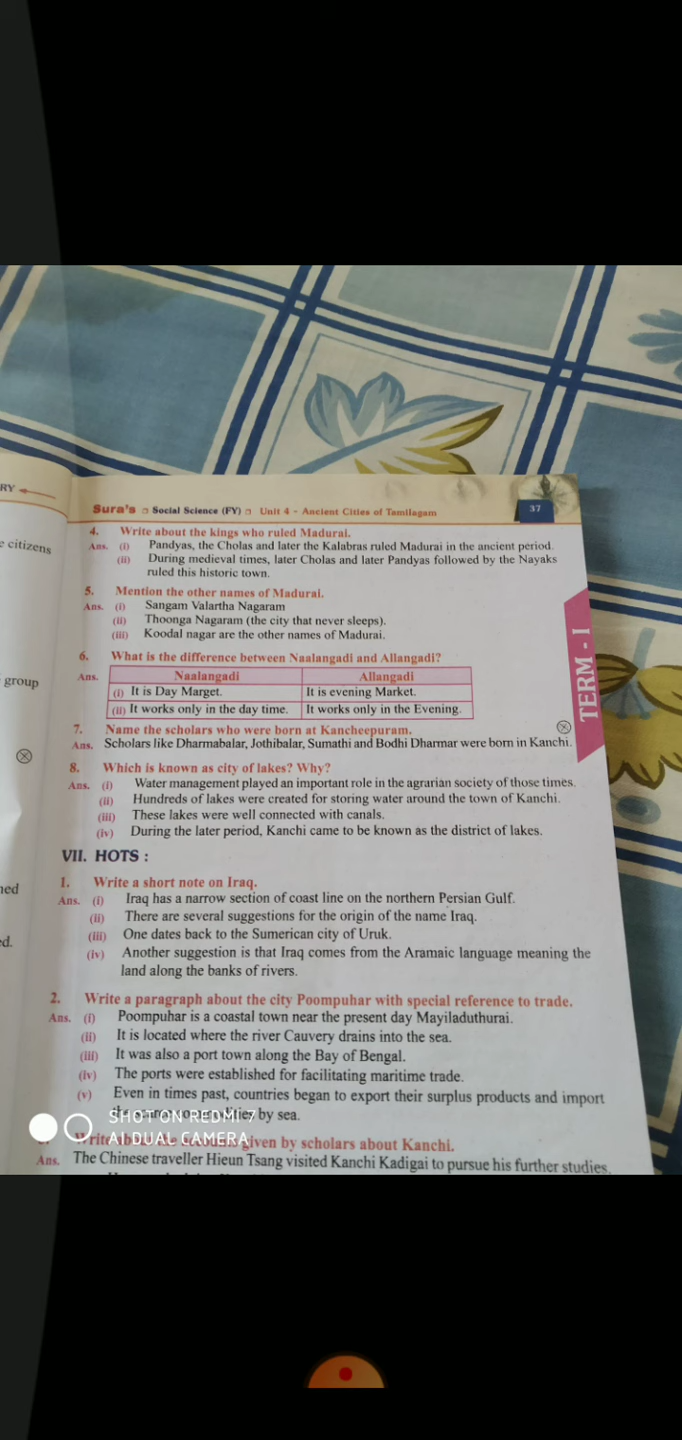 RY
e citizens
group
ned
ed.
Sura's Social Science (FY) Unit 4 - Ancient Cities of Tamilagam 37
4. Write about the kings who ruled Madurai.
Ans. (i) Pandyas, the Cholas and later the Kalabras ruled Madurai in the ancient period.
(ii) During medieval times, later Cholas and later Pandyas followed by the Nayaks
ruled this historic town.
5. Mention the other names of Madurai.
Ans. (i) Sangam Valartha Nagaram
(ii) Thoonga Nagaram (the city that never sleeps).
(iii) Koodal nagar are the other names of Madurai.
6. What is the difference between Naalangadi and Allangadi?
Ans. Naalangadi Allangadi
(i) It is Day Marget. It is evening Market.
(ii) It works only in the day time. It works only in the Evening.
TERM - I
7. Name the scholars who were born at Kancheepuram.
Ans. Scholars like Dharmabalar, Jothibalar, Sumathi and Bodhi Dharmar were born in Kanchi.
8. Which is known as city of lakes? Why?
Ans. (i) Water management played an important role in the agrarian society of those times.
(ii) Hundreds of lakes were created for storing water around the town of Kanchi.
(iii) These lakes were well connected with canals.
(iv) During the later period, Kanchi came to be known as the district of lakes.
VII. HOTS :
1. Write a short note on Iraq.
Ans. (i) Iraq has a narrow section of coast line on the northern Persian Gulf.
(ii) There are several suggestions for the origin of the name Iraq.
(iii) One dates back to the Sumerican city of Uruk.
(iv) Another suggestion is that Iraq comes from the Aramaic language meaning the
land along the banks of rivers.
2. Write a paragraph about the city Poompuhar with special reference to trade.
Ans. (i) Poompuhar is a coastal town near the present day Mayiladuthurai.
(ii) It is located where the river Cauvery drains into the sea.
(iii) It was also a port town along the Bay of Bengal.
(iv) The ports were established for facilitating maritime trade.
(v) Even in times past, countries began to export their surplus products and import
by sea.
SHOT ON REDMI 7
AI DUAL CAMERA
Write given by scholars about Kanchi.
Ans. The Chinese traveller Hieun Tsang visited Kanchi Kadigai to pursue his further studies.